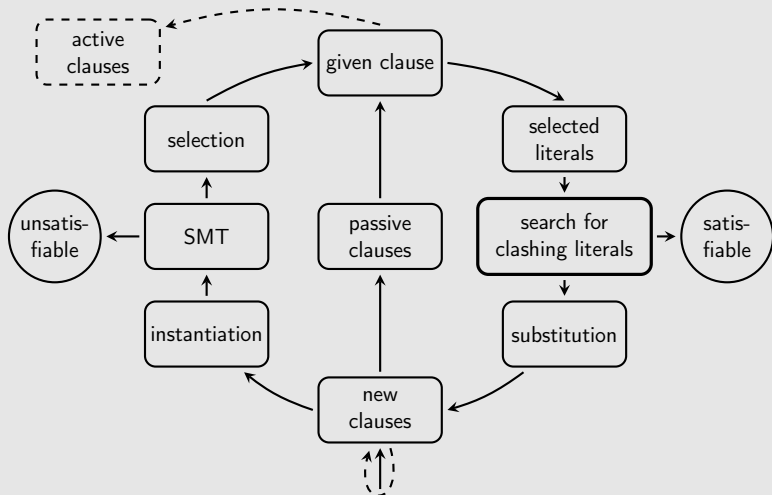 active
clauses
given clause
selection
selected
literals
unsatis-
fiable
SMT
passive
clauses
search for
clashing literals
satis-
fiable
instantiation
substitution
new
clauses